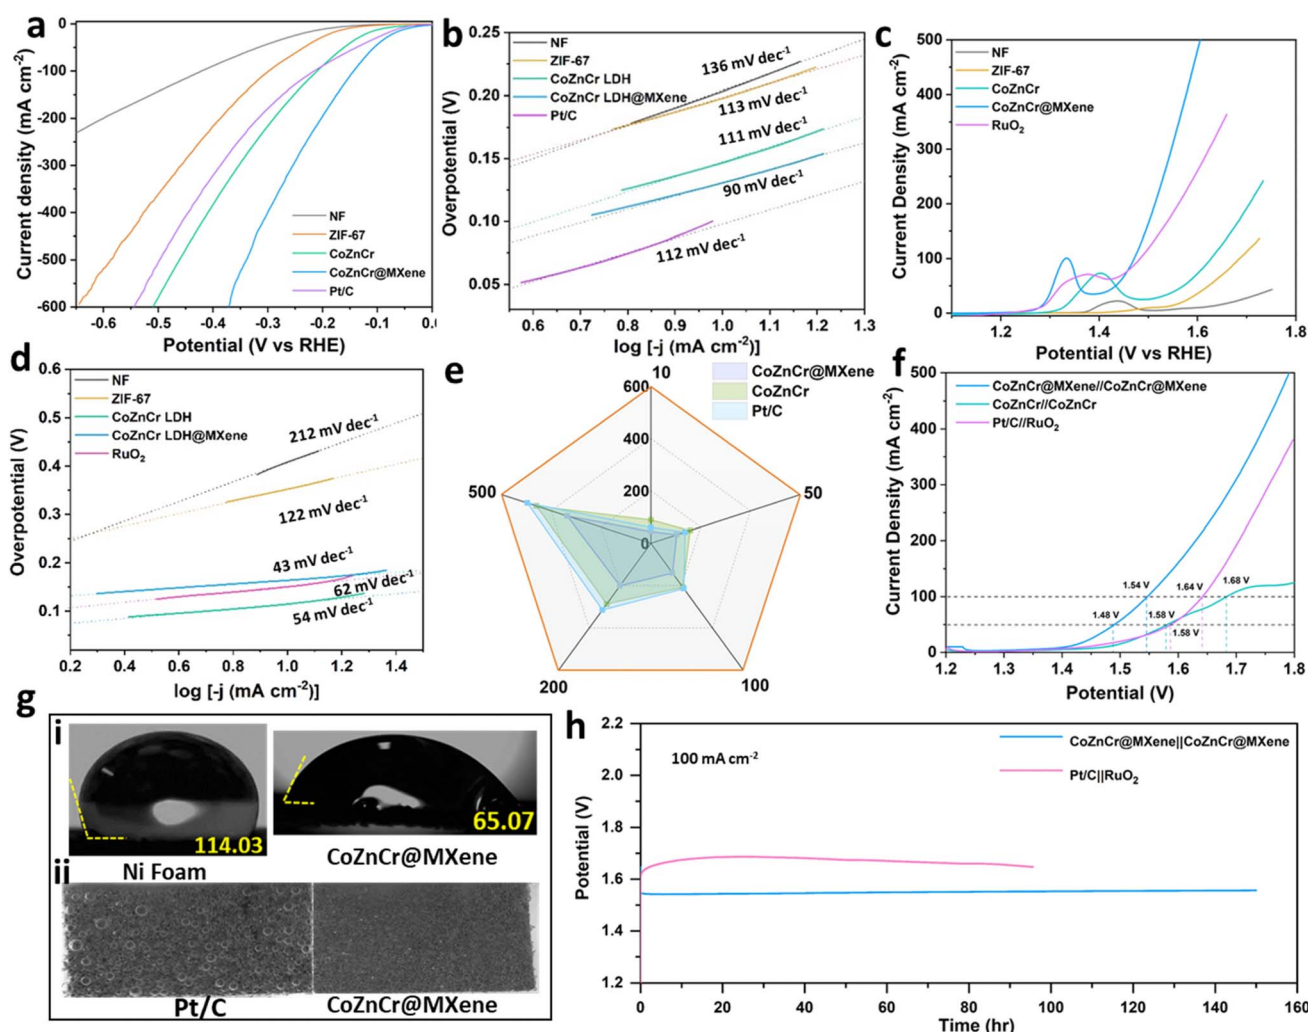 a
Current density (mA cm⁻²)
0
-100
-200
-300
-400
-500
-600
-0.6
-0.5
-0.4
-0.3
-0.2
-0.1
0.0
Potential (V vs RHE)
NF
ZIF-67
CoZnCr
CoZnCr@MXene
Pt/C
b
Overpotential (V)
0.25
0.20
0.15
0.10
0.05
0.6
0.7
0.8
0.9
1.0
1.1
1.2
1.3
log [-j (mA cm⁻²)]
NF
ZIF-67
CoZnCr LDH
CoZnCr LDH@MXene
Pt/C
136 mV dec⁻¹
113 mV dec⁻¹
111 mV dec⁻¹
90 mV dec⁻¹
112 mV dec⁻¹
c
Current Density (mA cm⁻²)
500
400
300
200
100
0
1.2
1.4
1.6
1.8
Potential (V vs RHE)
NF
ZIF-67
CoZnCr
CoZnCr@MXene
RuO₂
d
Overpotential (V)
0.6
0.5
0.4
0.3
0.2
0.1
0.2
0.4
0.6
0.8
1.0
1.2
1.4
log [-j (mA cm⁻²)]
NF
ZIF-67
CoZnCr LDH
CoZnCr LDH@MXene
RuO₂
212 mV dec⁻¹
122 mV dec⁻¹
43 mV dec⁻¹
62 mV dec⁻¹
54 mV dec⁻¹
e
10
50
100
200
500
600
400
200
0
CoZnCr@MXene
CoZnCr
Pt/C
f
Current Density (mA cm⁻²)
500
400
300
200
100
50
0
1.2
1.3
1.4
1.5
1.6
1.7
1.8
Potential (V)
CoZnCr@MXene//CoZnCr@MXene
CoZnCr//CoZnCr
Pt/C//RuO₂
1.54 V
1.64 V
1.68 V
1.48 V
1.58 V
1.58 V
g
i
114.03
65.07
Ni Foam
CoZnCr@MXene
ii
Pt/C
CoZnCr@MXene
h
Potential (V)
2.2
2.0
1.8
1.6
1.4
1.2
0
20
40
60
80
100
120
140
160
Time (hr)
100 mA cm⁻²
CoZnCr@MXene||CoZnCr@MXene
Pt/C||RuO₂